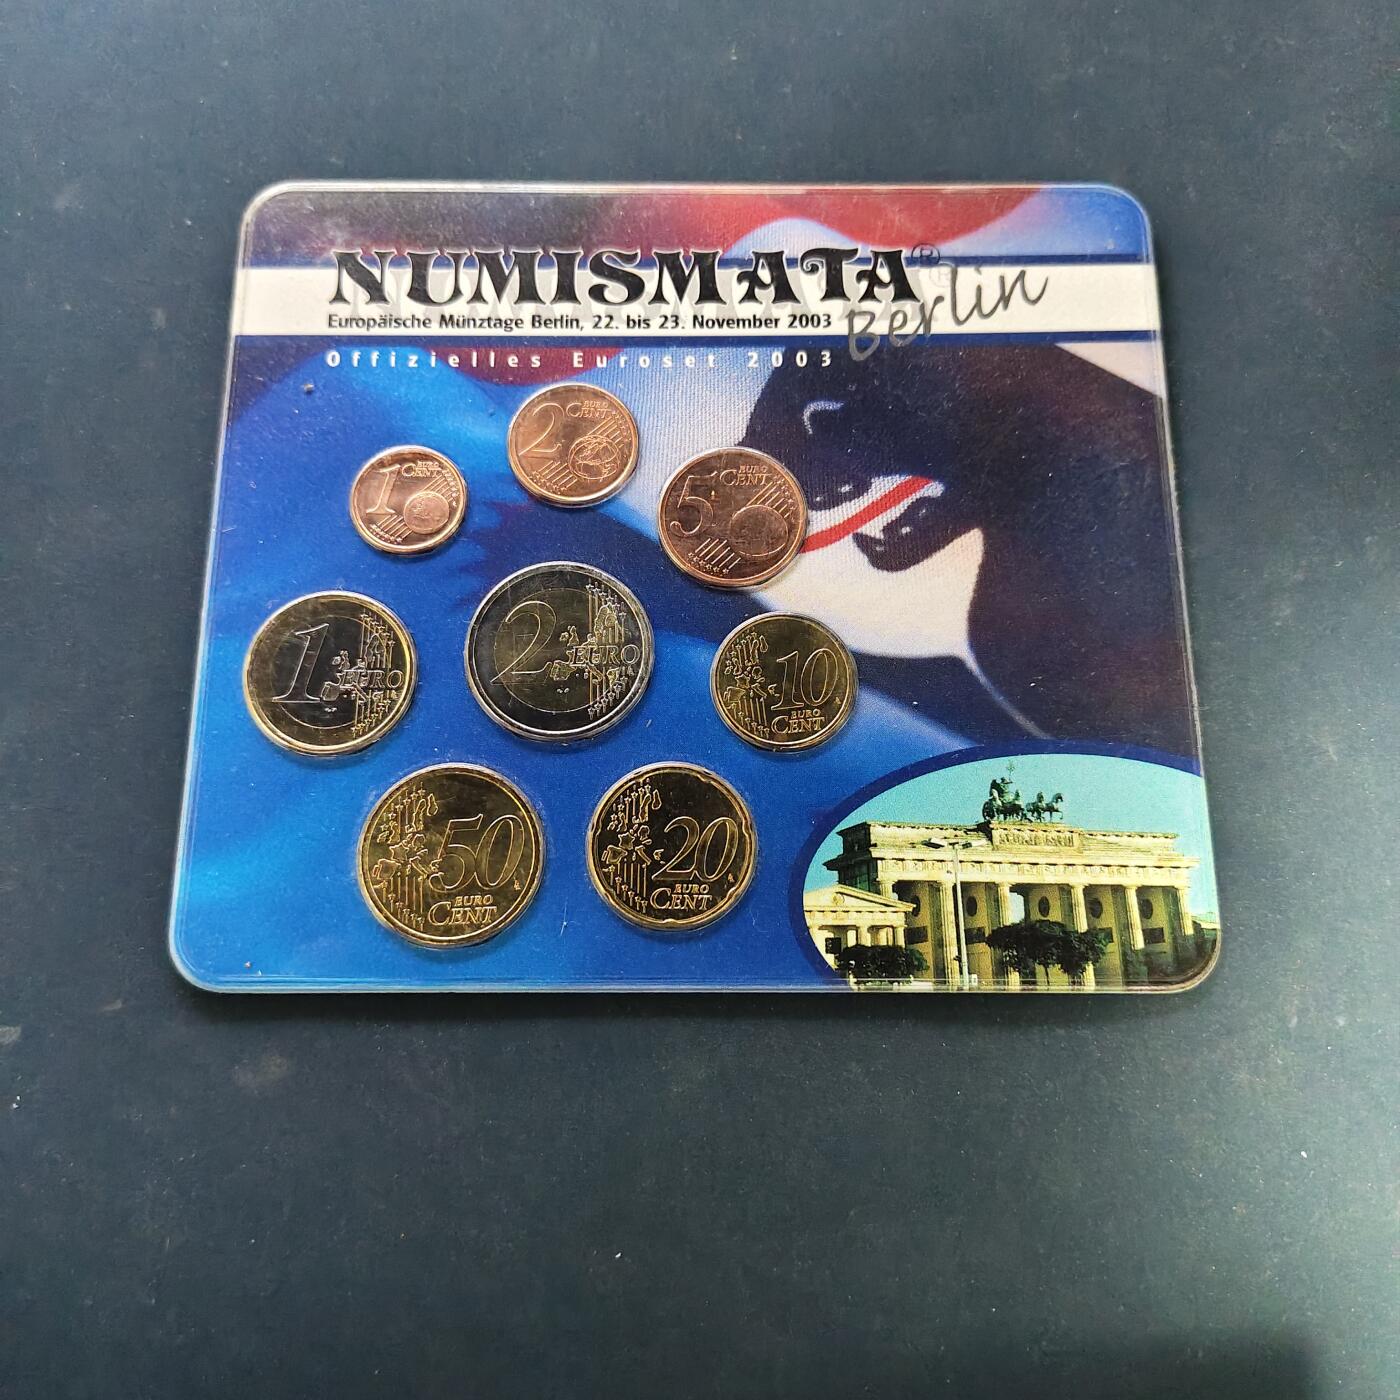 NUMISMATA®
Berlin
Europäische Münztage Berlin, 22. bis 23. November 2003
Offizielles Euroset 2003
2 EURO CENT
1 EURO CENT
5 EURO CENT
1 EURO
2 EURO
10 EURO CENT
50 EURO CENT
20 EURO CENT